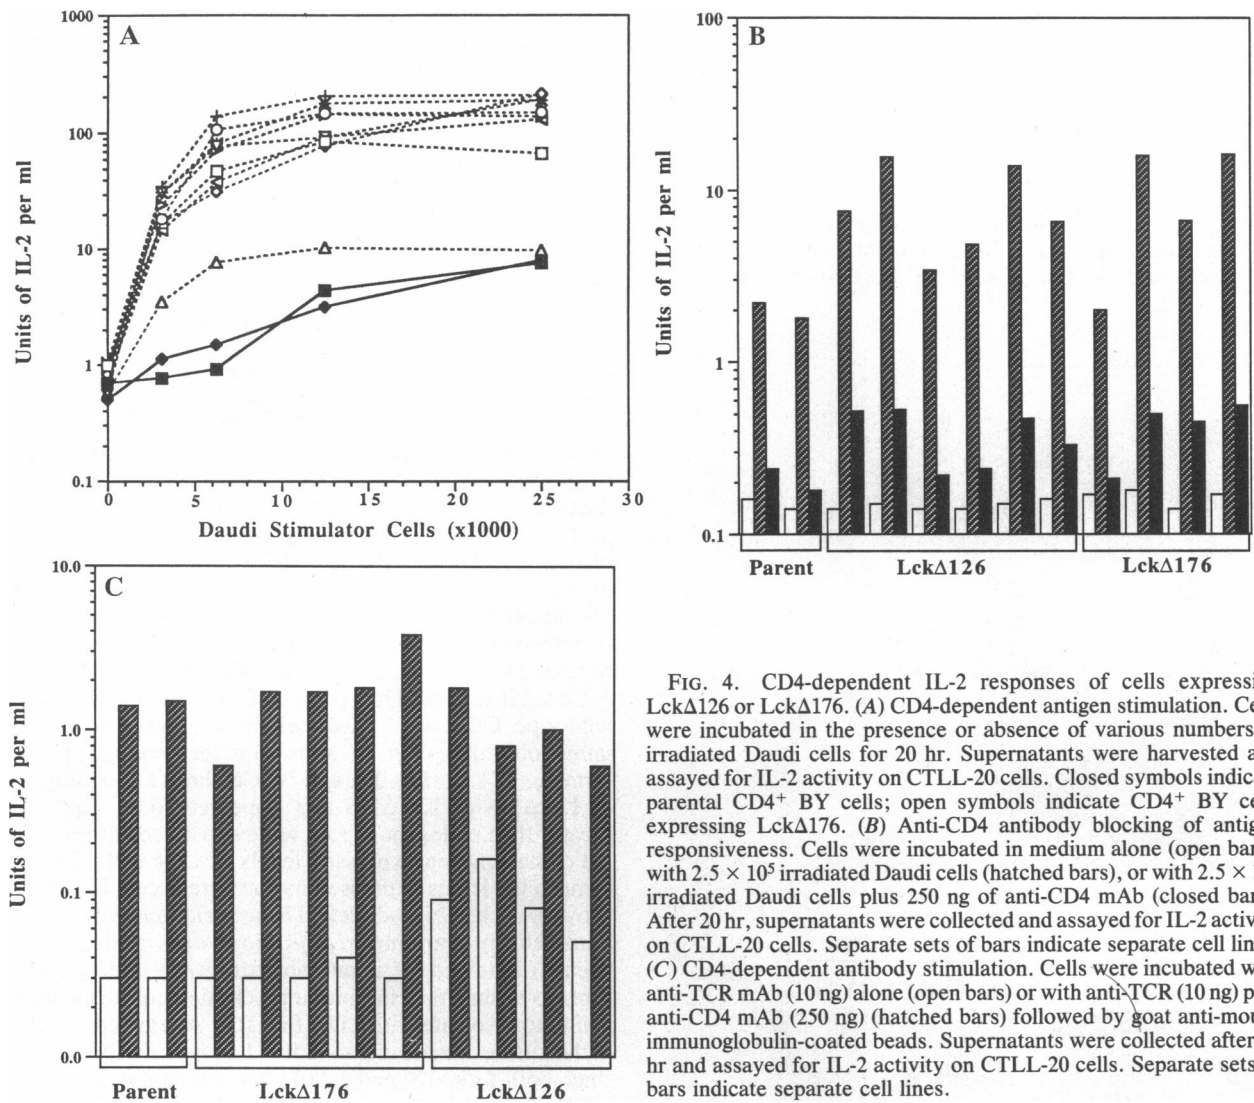 A
1000
100
10
1
0.1
0 5 10 15 20 25 30
Units of IL-2 per ml
Daudi Stimulator Cells (x1000)
B
100
10
1
0.1
Units of IL-2 per ml
Parent LckΔ126 LckΔ176
C
10.0
1.0
0.1
0.0
Units of IL-2 per ml
Parent LckΔ176 LckΔ126
FIG. 4. CD4-dependent IL-2 responses of cells expressi
LckΔ126 or LckΔ176. (A) CD4-dependent antigen stimulation. Ce
were incubated in the presence or absence of various numbers
irradiated Daudi cells for 20 hr. Supernatants were harvested a
assayed for IL-2 activity on CTLL-20 cells. Closed symbols indic
parental CD4⁺ BY cells; open symbols indicate CD4⁺ BY ce
expressing LckΔ176. (B) Anti-CD4 antibody blocking of antig
responsiveness. Cells were incubated in medium alone (open bar
with 2.5 × 10⁵ irradiated Daudi cells (hatched bars), or with 2.5 ×
irradiated Daudi cells plus 250 ng of anti-CD4 mAb (closed bar
After 20 hr, supernatants were collected and assayed for IL-2 activ
on CTLL-20 cells. Separate sets of bars indicate separate cell lin
(C) CD4-dependent antibody stimulation. Cells were incubated w
anti-TCR mAb (10 ng) alone (open bars) or with anti-TCR (10 ng) p
anti-CD4 mAb (250 ng) (hatched bars) followed by goat anti-mou
immunoglobulin-coated beads. Supernatants were collected after
hr and assayed for IL-2 activity on CTLL-20 cells. Separate sets
bars indicate separate cell lines.